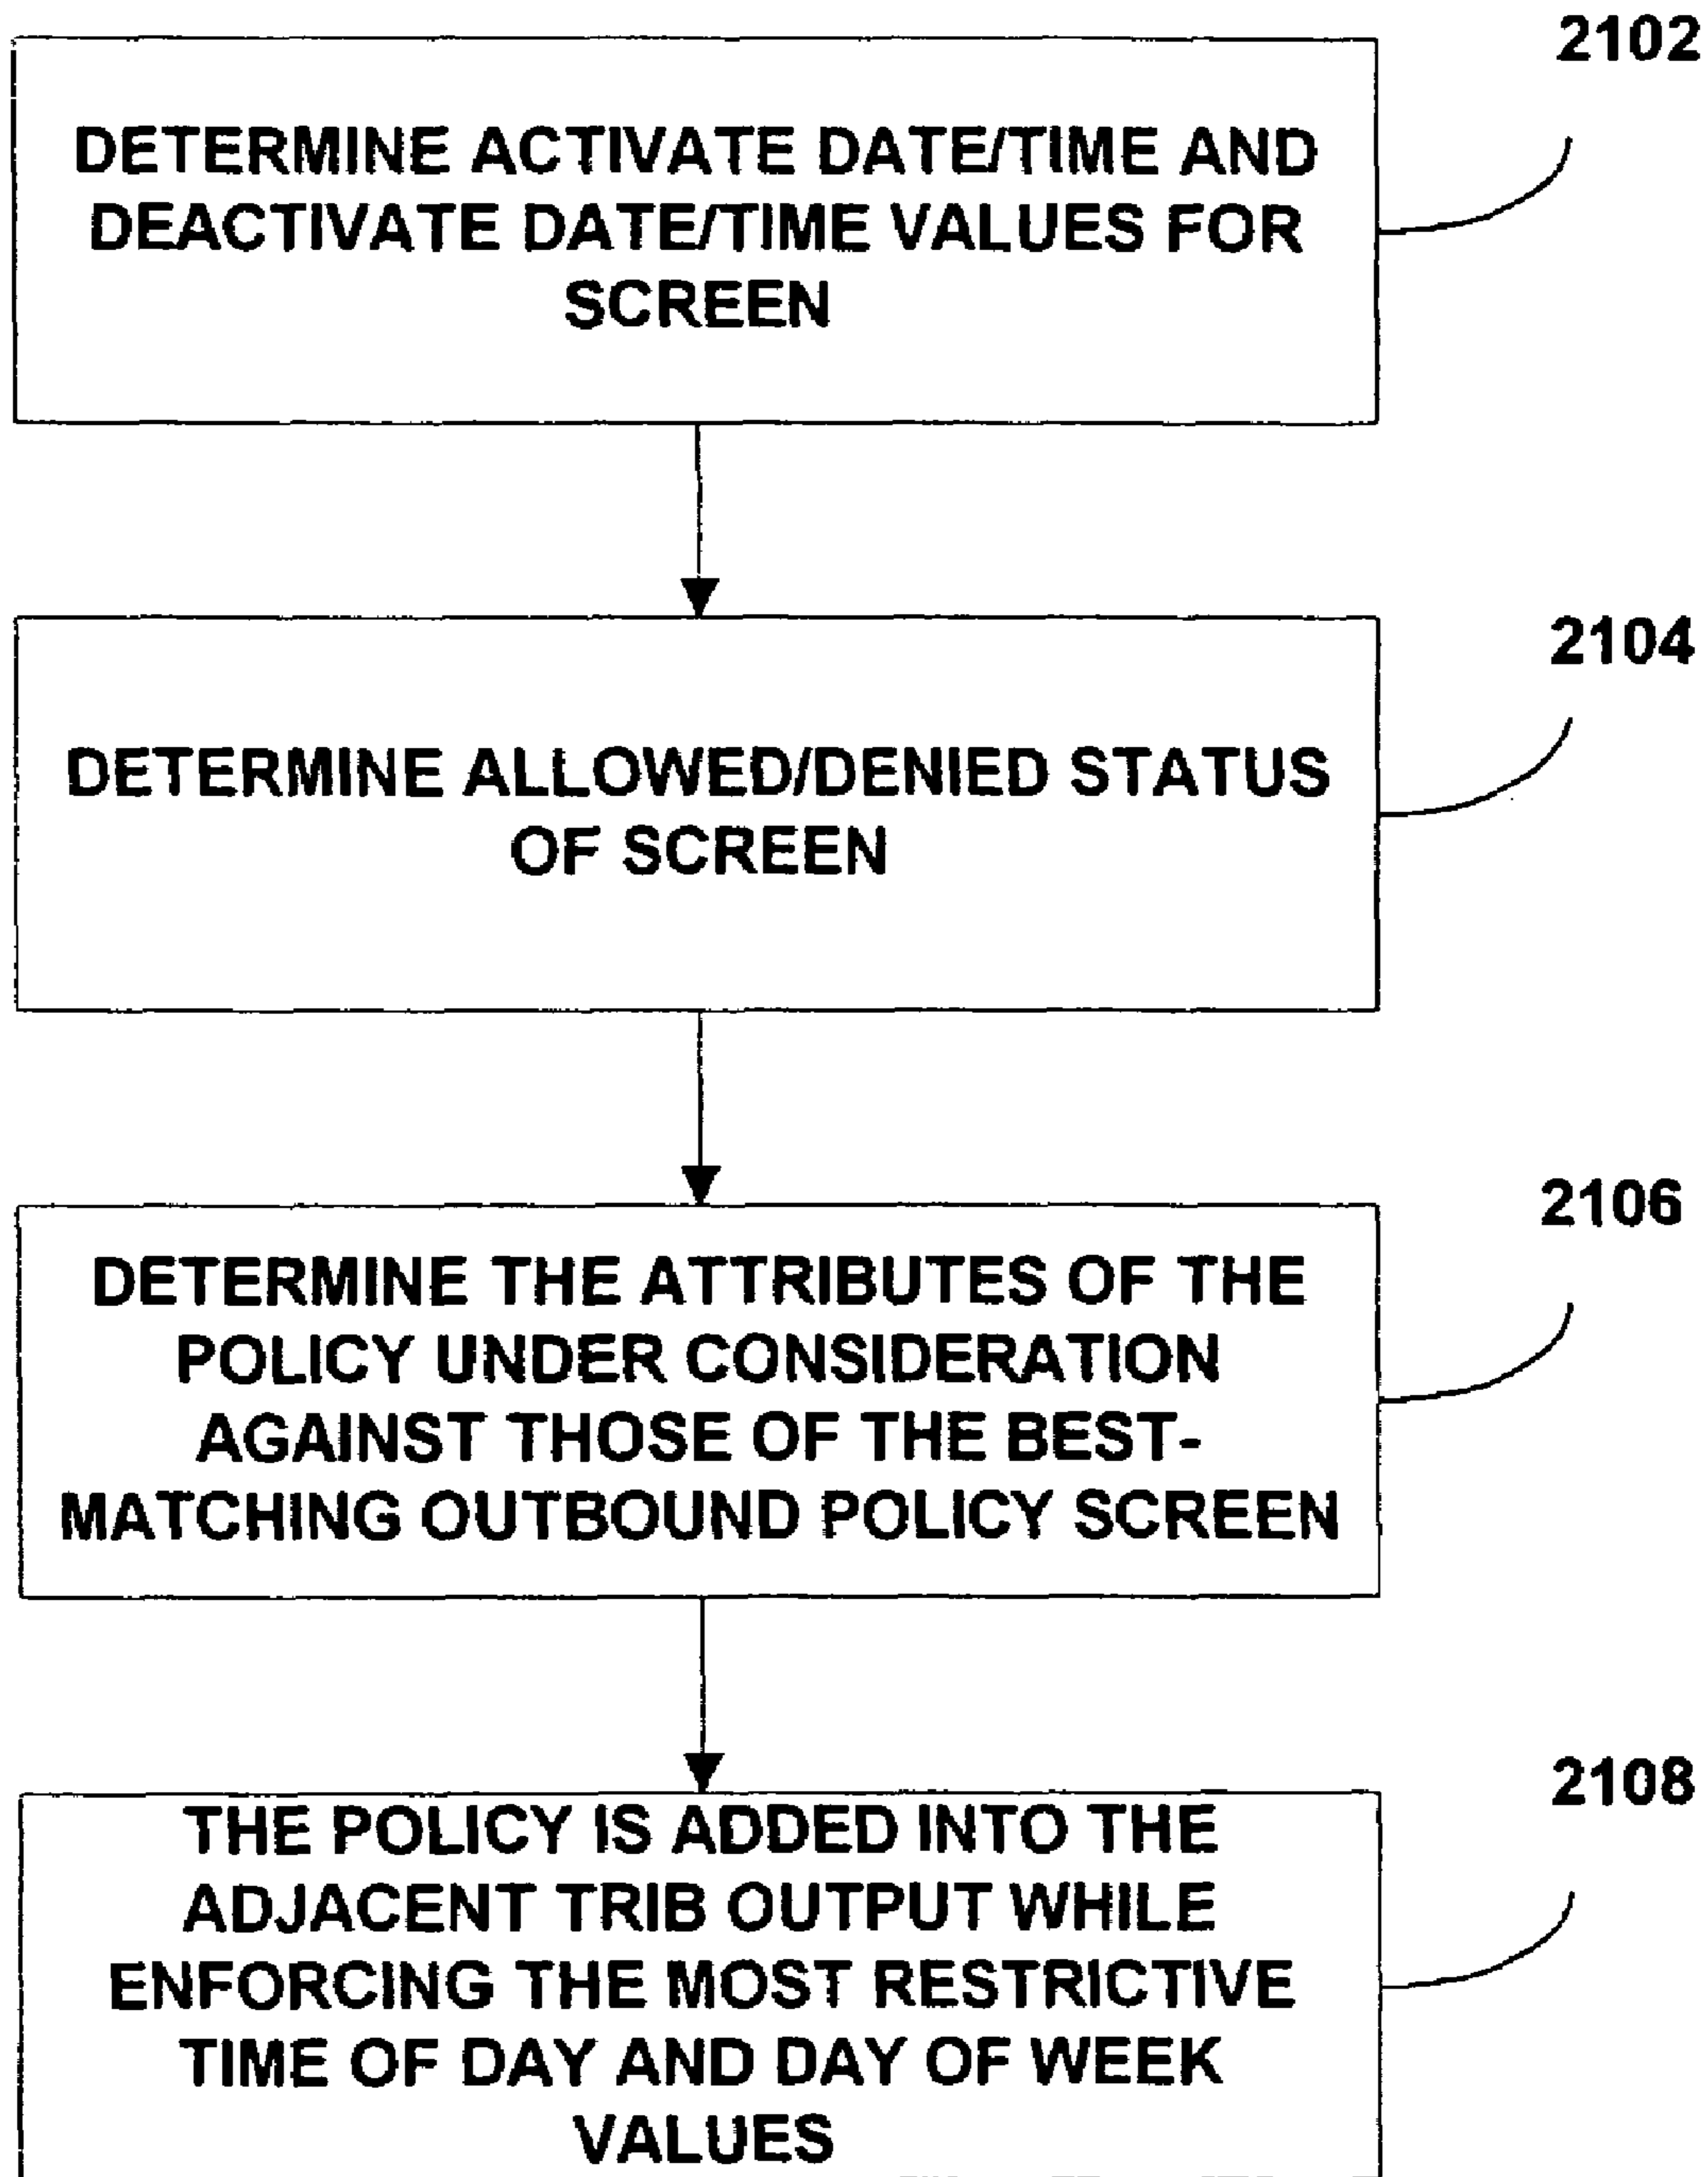 2102
DETERMINE ACTIVATE DATE/TIME AND
DEACTIVATE DATE/TIME VALUES FOR
SCREEN
2104
DETERMINE ALLOWED/DENIED STATUS
OF SCREEN
2106
DETERMINE THE ATTRIBUTES OF THE
POLICY UNDER CONSIDERATION
AGAINST THOSE OF THE BEST-
MATCHING OUTBOUND POLICY SCREEN
2108
THE POLICY IS ADDED INTO THE
ADJACENT TRIB OUTPUT WHILE
ENFORCING THE MOST RESTRICTIVE
TIME OF DAY AND DAY OF WEEK
VALUES